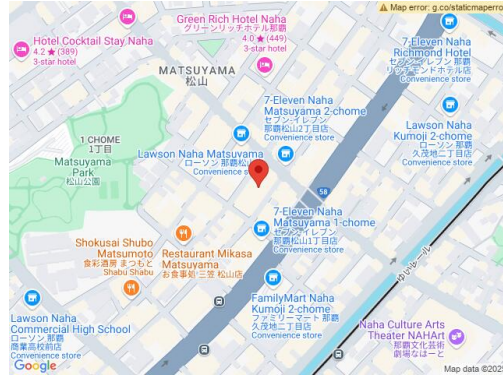 Map error: g.co/staticmaperro
Green Rich Hotel Naha
グリーンリッチホテル那覇
4.0 ★ (449)
3-star hotel
Hotel Cocktail Stay Naha
4.2 ★ (389)
3-star hotel
7-Eleven Naha
Richmond Hotel
セブン-イレブン 那覇
リッチモンドホテル店
Convenience store
MATSUYAMA
松山
7-Eleven Naha
Matsuyama 2-chome
セブン-イレブン
那覇松山2丁目店
Convenience store
Lawson Naha
Kumoji 2-chome
ローソン 那覇
久茂地二丁目店
Convenience store
1 CHOME
1丁目
Matsuyama
Park
松山公園
Lawson Naha Matsuyama
ローソン 那覇松山
Convenience s
58
7-Eleven Naha
Matsuyama 1-chome
セブン-イレブン
那覇松山1丁目店
Convenience store
Shokusai Shubo
Matsumoto
食彩酒房 まつもと
Shabu Shabu
Restaurant Mikasa
Matsuyama
お食事処 三笠 松山店
ゆいレール
FamilyMart Naha
Kumoji 2-chome
ファミリーマート 那覇
久茂地二丁目店
Convenience store
Lawson Naha
Commercial High School
ローソン 那覇
商業高校前店
Convenience store
Naha Culture Arts
Theater NAHArt
那覇文化芸術
劇場なはーと
Google
Map data ©202